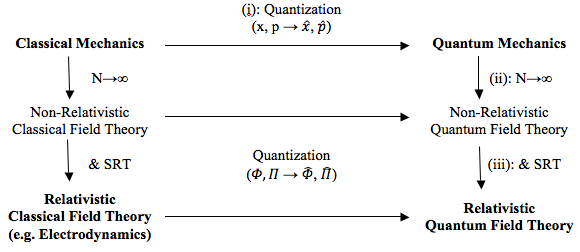 (i): Quantization
(x, p → x̂, p̂)
Classical Mechanics
Quantum Mechanics
N→∞
(ii): N→∞
Non-Relativistic
Classical Field Theory
Non-Relativistic
Quantum Field Theory
& SRT
Quantization
(Φ, Π → Φ̂, Π̂)
(iii): & SRT
Relativistic
Classical Field Theory
(e.g. Electrodynamics)
Relativistic
Quantum Field Theory